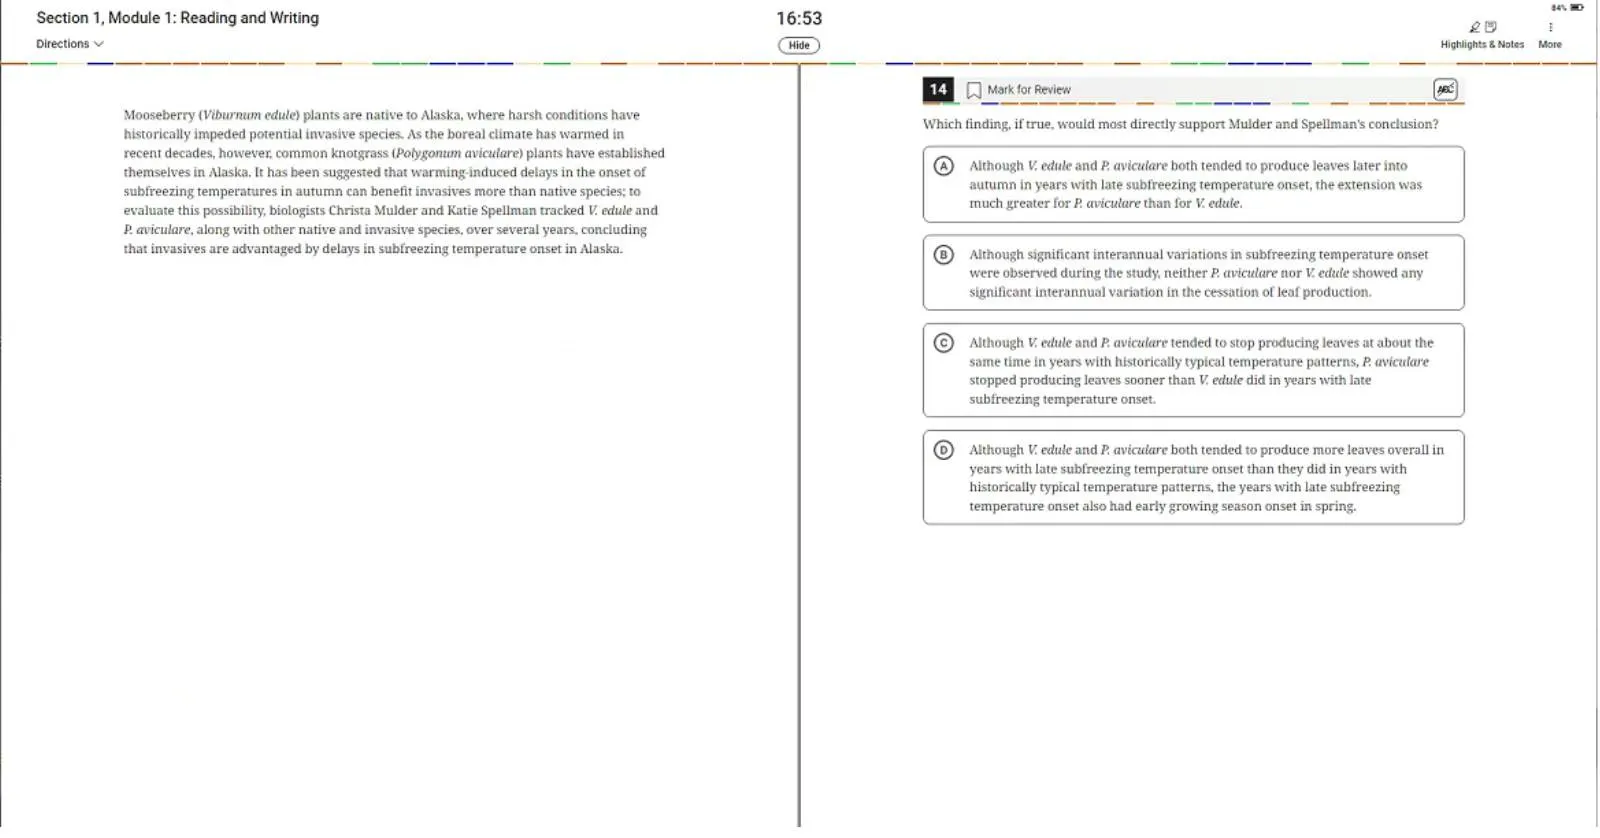 Section 1, Module 1: Reading and Writing
Directions
16:53
Hide
84%
Highlights & Notes
More
Mooseberry (Viburnum edule) plants are native to Alaska, where harsh conditions have
historically impeded potential invasive species. As the boreal climate has warmed in
recent decades, however, common knotgrass (Polygonum aviculare) plants have established
themselves in Alaska. It has been suggested that warming-induced delays in the onset of
subfreezing temperatures in autumn can benefit invasives more than native species; to
evaluate this possibility, biologists Christa Mulder and Katie Spellman tracked V. edule and
P. aviculare, along with other native and invasive species, over several years, concluding
that invasives are advantaged by delays in subfreezing temperature onset in Alaska.
14
Mark for Review
ABC
Which finding, if true, would most directly support Mulder and Spellman's conclusion?
A
Although V. edule and P. aviculare both tended to produce leaves later into
autumn in years with late subfreezing temperature onset, the extension was
much greater for P. aviculare than for V. edule.
B
Although significant interannual variations in subfreezing temperature onset
were observed during the study, neither P. aviculare nor V. edule showed any
significant interannual variation in the cessation of leaf production.
C
Although V. edule and P. aviculare tended to stop producing leaves at about the
same time in years with historically typical temperature patterns, P. aviculare
stopped producing leaves sooner than V. edule did in years with late
subfreezing temperature onset.
D
Although V. edule and P. aviculare both tended to produce more leaves overall in
years with late subfreezing temperature onset than they did in years with
historically typical temperature patterns, the years with late subfreezing
temperature onset also had early growing season onset in spring.